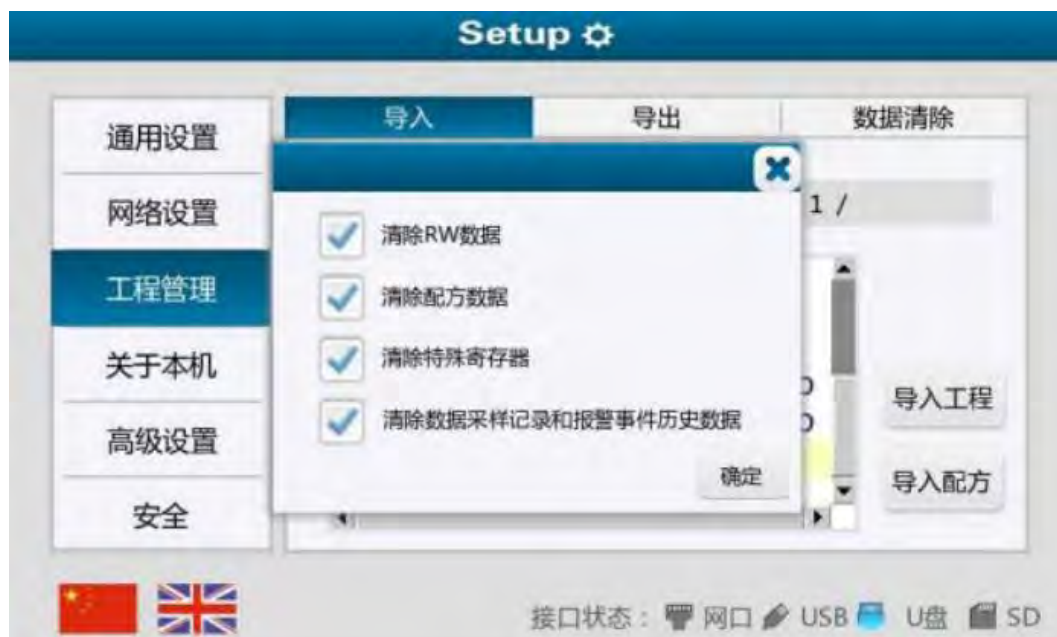 Setup
通用设置
网络设置
工程管理
关于本机
高级设置
安全
导入 导出 数据清除
1 /
清除RW数据
清除配方数据
清除特殊寄存器
清除数据采样记录和报警事件历史数据
确定
导入工程
导入配方
接口状态： 网口 USB U盘 SD